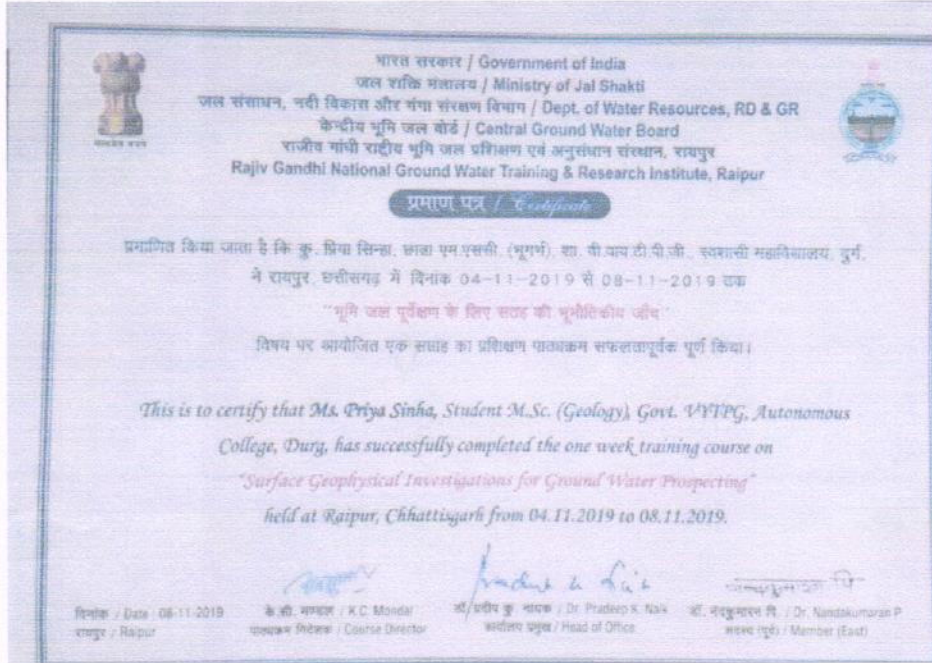 भारत सरकार / Government of India
जल शक्ति मंत्रालय / Ministry of Jal Shakti
जल संसाधन, नदी विकास और गंगा संरक्षण विभाग / Dept. of Water Resources, RD & GR
केन्द्रीय भूमि जल बोर्ड / Central Ground Water Board
राजीव गांधी राष्ट्रीय भूमि जल प्रशिक्षण एवं अनुसंधान संस्थान, रायपुर
Rajiv Gandhi National Ground Water Training & Research Institute, Raipur
सत्यमेव जयते
प्रमाण पत्र / Certificate
प्रमाणित किया जाता है कि कु. प्रिया सिन्हा, छात्रा एम.एससी. (भूगर्भ), शा. वी.वाय.टी.पी.जी., स्वशासी महाविद्यालय, दुर्ग,
ने रायपुर, छत्तीसगढ़ में दिनांक 04-11-2019 से 08-11-2019 तक
"भूमि जल पूर्वेक्षण के लिए सतह की भूभौतिकीय जाँच"
विषय पर आयोजित एक सप्ताह का प्रशिक्षण पाठ्यक्रम सफलतापूर्वक पूर्ण किया।
This is to certify that Ms. Priya Sinha, Student M.Sc. (Geology), Govt. VYTPG, Autonomous
College, Durg, has successfully completed the one week training course on
"Surface Geophysical Investigations for Ground Water Prospecting"
held at Raipur, Chhattisgarh from 04.11.2019 to 08.11.2019.
दिनांक / Date 08-11-2019
रायपुर / Raipur
के.सी. मण्डल / K.C. Mandal
पाठ्यक्रम निदेशक / Course Director
डॉ. प्रदीप कु. नायक / Dr. Pradeep K. Naik
कार्यालय प्रमुख / Head of Office
डॉ. नंदकुमारन पि. / Dr. Nandakumaran P
सदस्य (पूर्व) / Member (East)